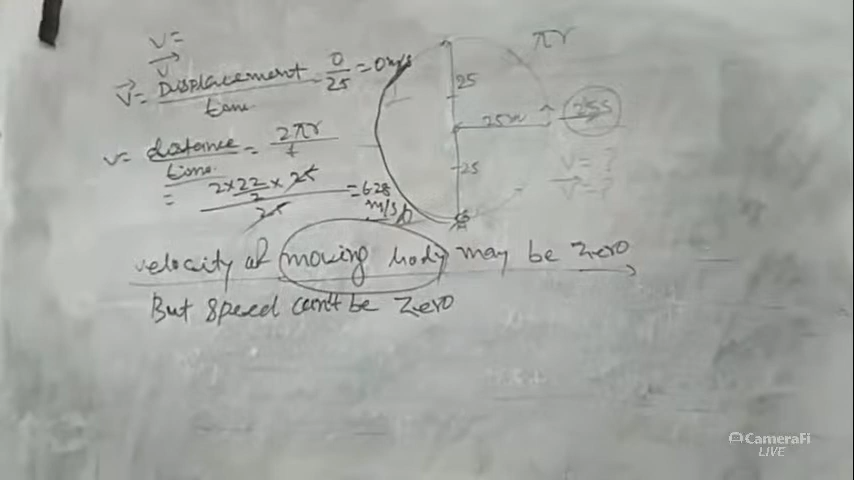 v=
v⃗
v⃗= Displacement/time = 0/25 = 0 m/s
v= distance/time = 2πr/t
= 2×22/7 × 25/25 = 6.28 m/s
πr
25
25m
25s
25
v=?
v⃗=?
velocity of moving body may be zero,
But speed can't be zero
CameraFi
LIVE